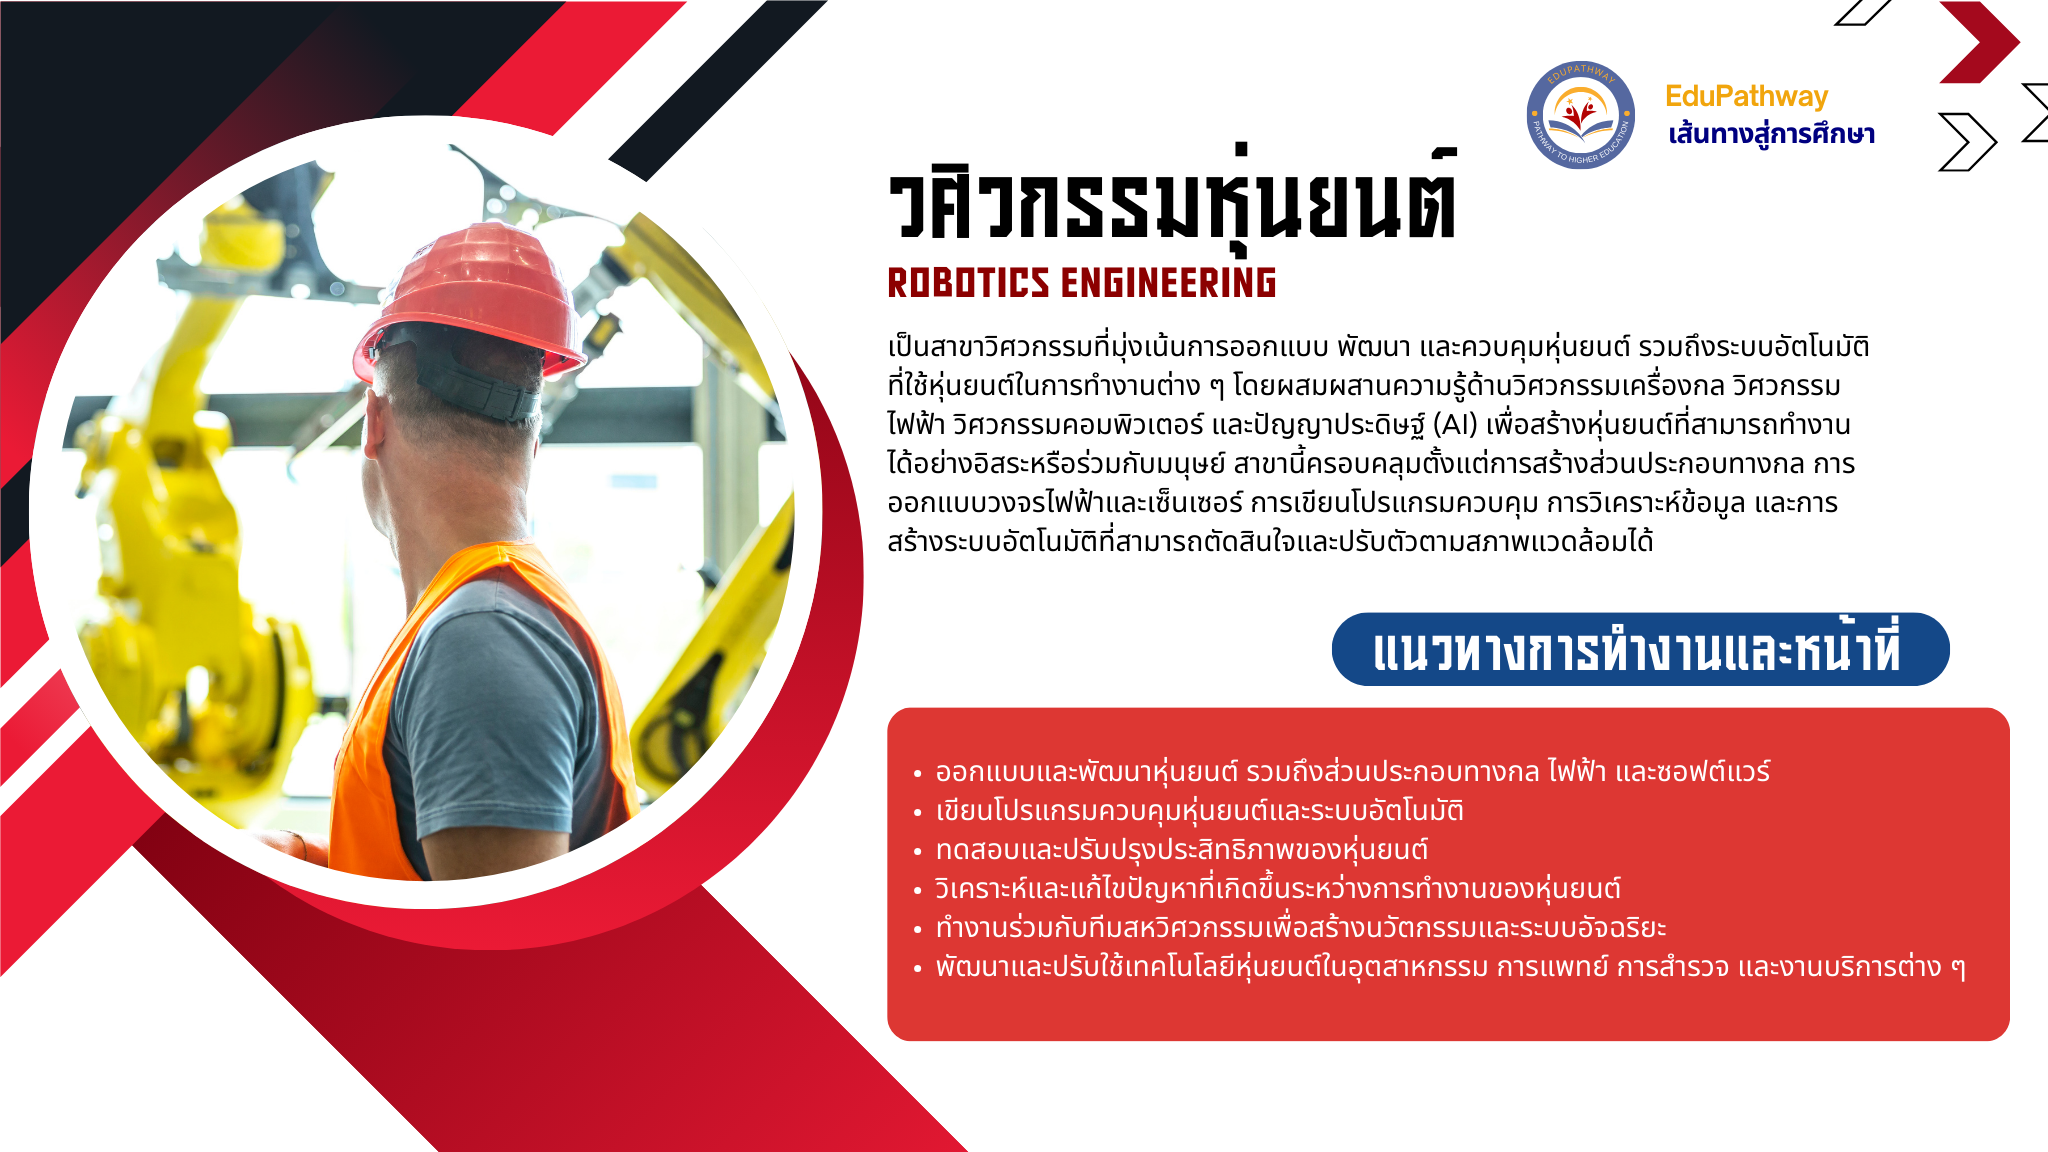 EDUPATHWAY
PATHWAY TO HIGHER EDUCATION
EduPathway
เส้นทางสู่การศึกษา
วศิวกรรมหุ่นยนต์
ROBOTICS ENGINEERING
เป็นสาขาวิศวกรรมที่มุ่งเน้นการออกแบบ พัฒนา และควบคุมหุ่นยนต์ รวมถึงระบบอัตโนมัติ
ที่ใช้หุ่นยนต์ในการทำงานต่าง ๆ โดยผสมผสานความรู้ด้านวิศวกรรมเครื่องกล วิศวกรรม
ไฟฟ้า วิศวกรรมคอมพิวเตอร์ และปัญญาประดิษฐ์ (AI) เพื่อสร้างหุ่นยนต์ที่สามารถทำงาน
ได้อย่างอิสระหรือร่วมกับมนุษย์ สาขานี้ครอบคลุมตั้งแต่การสร้างส่วนประกอบทางกล การ
ออกแบบวงจรไฟฟ้าและเซ็นเซอร์ การเขียนโปรแกรมควบคุม การวิเคราะห์ข้อมูล และการ
สร้างระบบอัตโนมัติที่สามารถตัดสินใจและปรับตัวตามสภาพแวดล้อมได้
แนวทางการทำงานและหน้าที่
• ออกแบบและพัฒนาหุ่นยนต์ รวมถึงส่วนประกอบทางกล ไฟฟ้า และซอฟต์แวร์
• เขียนโปรแกรมควบคุมหุ่นยนต์และระบบอัตโนมัติ
• ทดสอบและปรับปรุงประสิทธิภาพของหุ่นยนต์
• วิเคราะห์และแก้ไขปัญหาที่เกิดขึ้นระหว่างการทำงานของหุ่นยนต์
• ทำงานร่วมกับทีมสหวิศวกรรมเพื่อสร้างนวัตกรรมและระบบอัจฉริยะ
• พัฒนาและปรับใช้เทคโนโลยีหุ่นยนต์ในอุตสาหกรรม การแพทย์ การสำรวจ และงานบริการต่าง ๆ